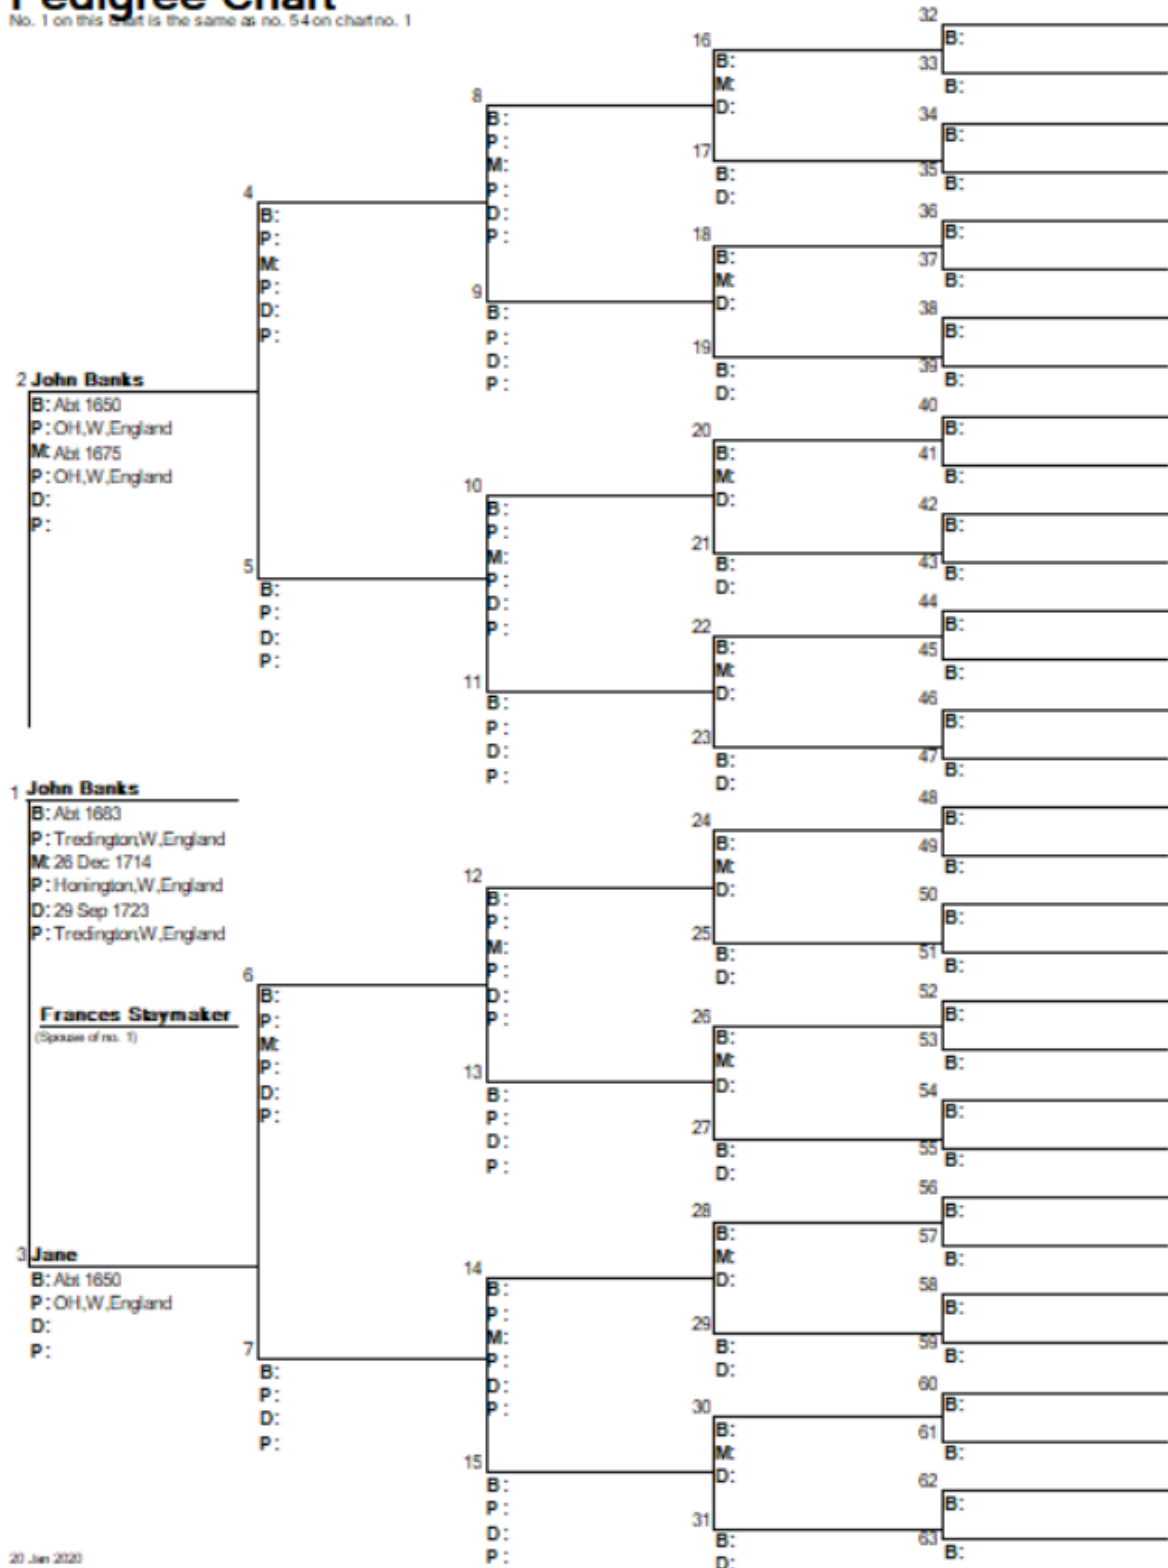 Pedigree Chart
No. 1 on this chart is the same as no. 54 on chart no. 1
2 John Banks
B: Abt 1650
P: OH,W,England
M: Abt 1675
P: OH,W,England
D:
P:
1 John Banks
B: Abt 1683
P: Tredington,W,England
M: 26 Dec 1714
P: Honington,W,England
D: 29 Sep 1723
P: Tredington,W,England
Frances Staymaker
(Spouse of no. 1)
3 Jane
B: Abt 1650
P: OH,W,England
D:
P:
4
B:
P:
M:
P:
D:
P:
5
B:
P:
D:
P:
6
B:
P:
M:
P:
D:
P:
7
B:
P:
D:
P:
8
B:
P:
M:
P:
D:
P:
9
B:
P:
D:
P:
10
B:
P:
M:
P:
D:
P:
11
B:
P:
D:
P:
12
B:
P:
M:
P:
D:
P:
13
B:
P:
D:
P:
14
B:
P:
M:
P:
D:
P:
15
B:
P:
D:
P:
16
B:
M:
D:
17
B:
D:
18
B:
M:
D:
19
B:
D:
20
B:
M:
D:
21
B:
D:
22
B:
M:
D:
23
B:
D:
24
B:
M:
D:
25
B:
D:
26
B:
M:
D:
27
B:
D:
28
B:
M:
D:
29
B:
D:
30
B:
M:
D:
31
B:
D:
32
B:
33
B:
34
B:
35
B:
36
B:
37
B:
38
B:
39
B:
40
B:
41
B:
42
B:
43
B:
44
B:
45
B:
46
B:
47
B:
48
B:
49
B:
50
B:
51
B:
52
B:
53
B:
54
B:
55
B:
56
B:
57
B:
58
B:
59
B:
60
B:
61
B:
62
B:
63
B:
20 Jan 2020